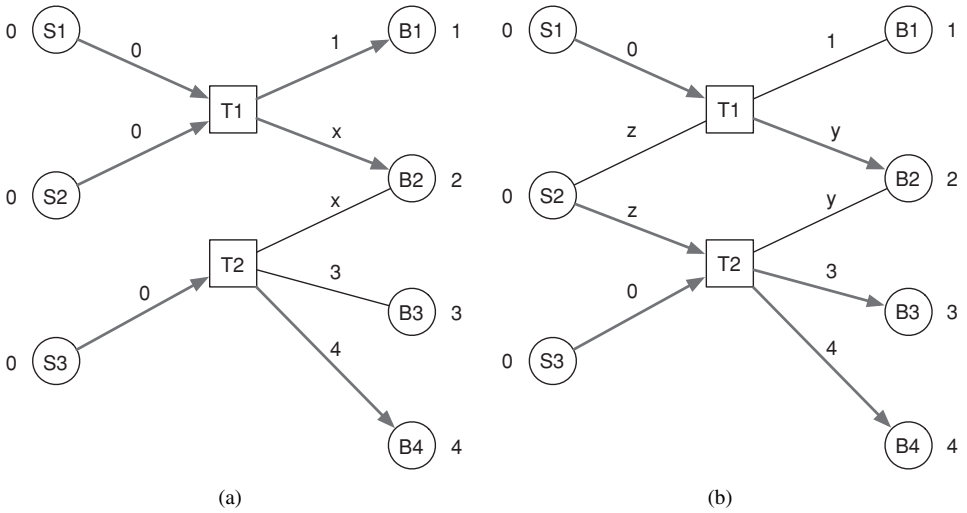 0 S1 0 1 B1 1
T1
0 x
0 S2 B2 2
x
T2
0 3
B3 3
0 S3 4
B4 4
(a)
0 S1 0 1 B1 1
T1
z y
0 S2 B2 2
z y
T2
0 3
B3 3
0 S3 4
B4 4
(b)